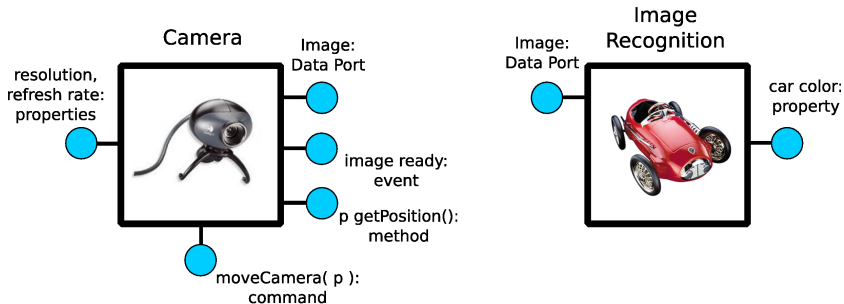 Camera
Image:
Data Port
resolution,
refresh rate:
properties
image ready:
event
p getPosition():
method
moveCamera( p ):
command
Image
Recognition
Image:
Data Port
car color:
property